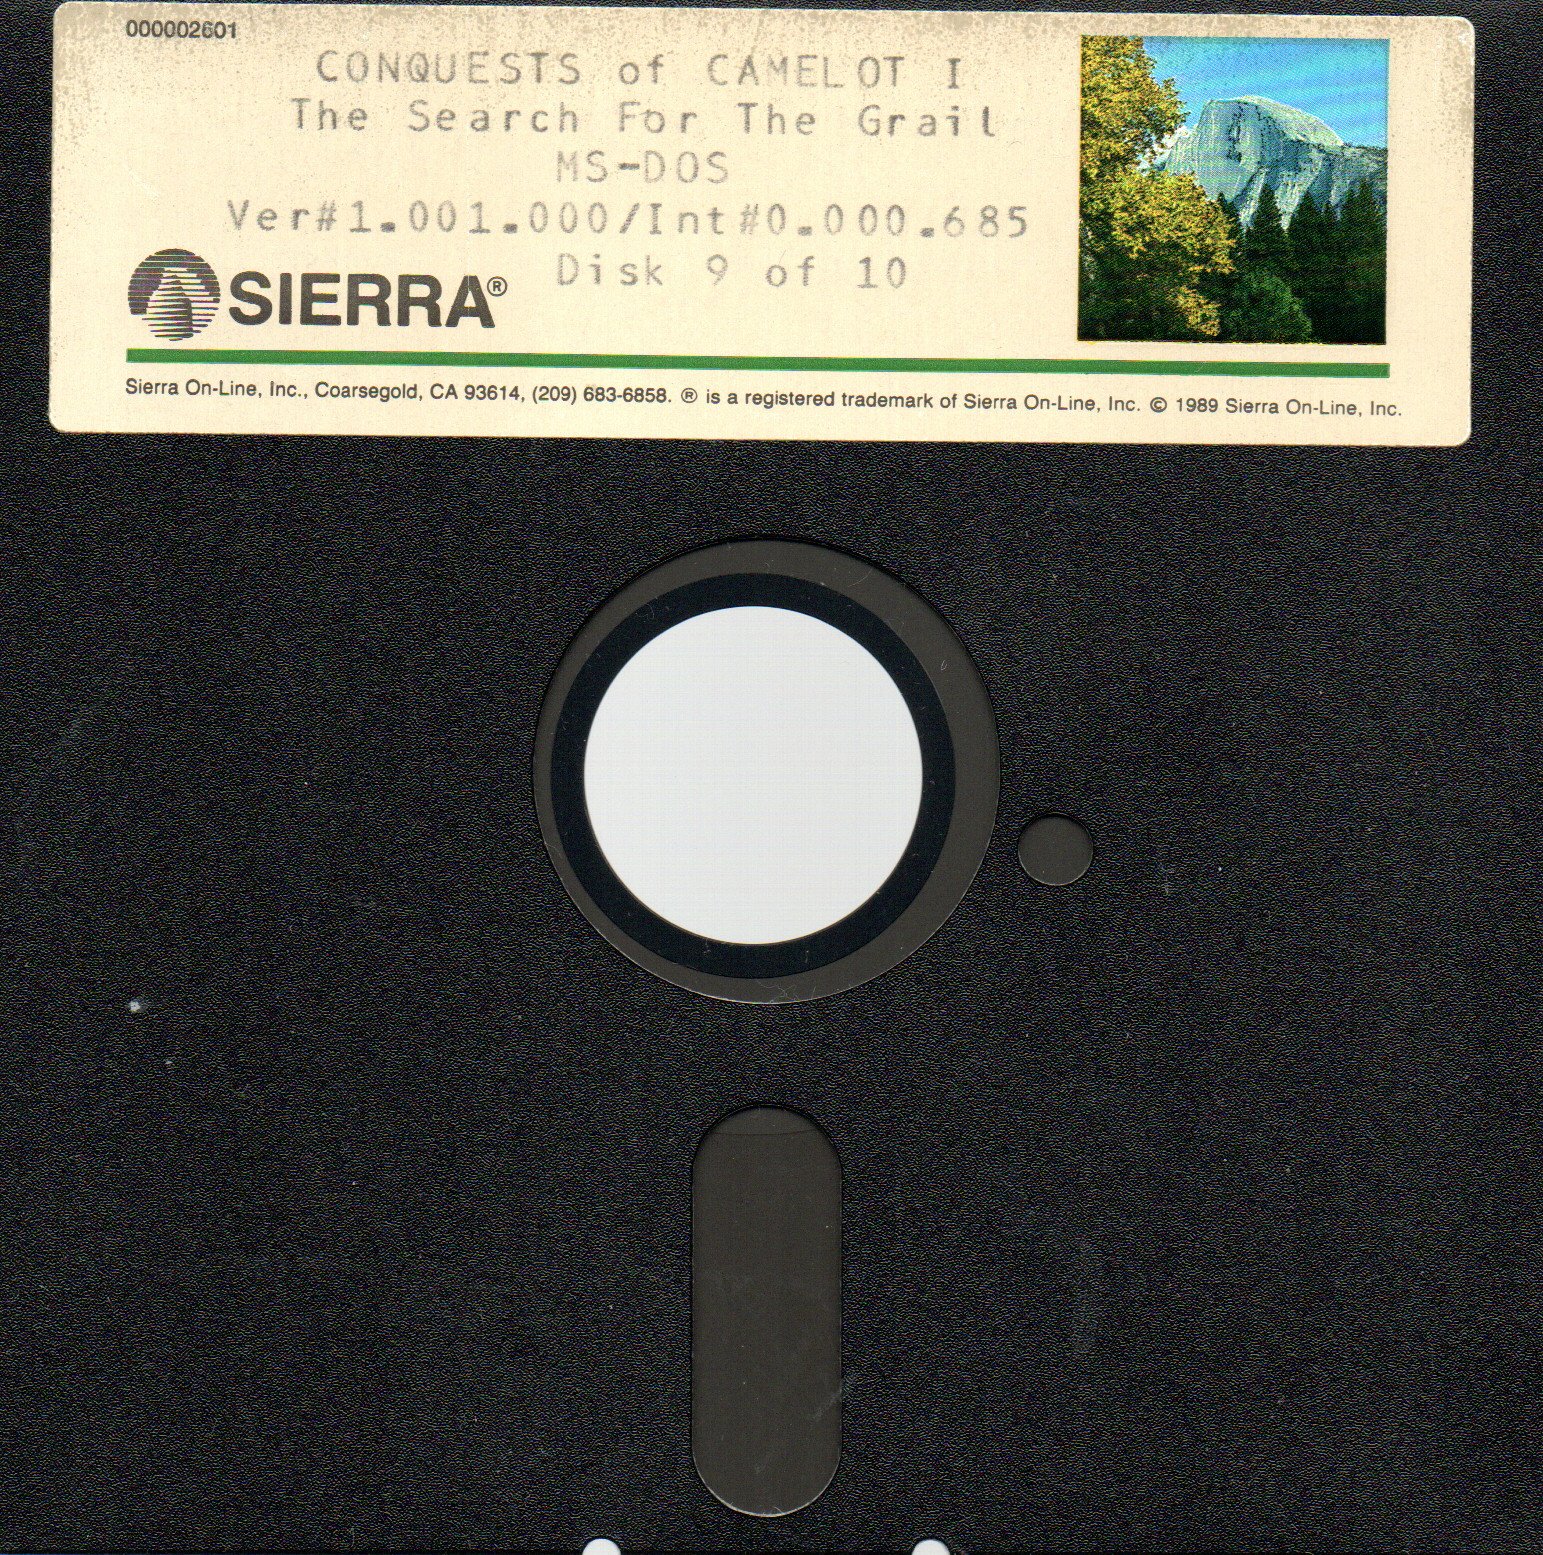 000002601
CONQUESTS of CAMELOT I
The Search For The Grail
MS-DOS
Ver#1.001.000/Int#0.000.685
Disk 9 of 10
SIERRA®
Sierra On-Line, Inc., Coarsegold, CA 93614, (209) 683-6858. ® is a registered trademark of Sierra On-Line, Inc. © 1989 Sierra On-Line, Inc.